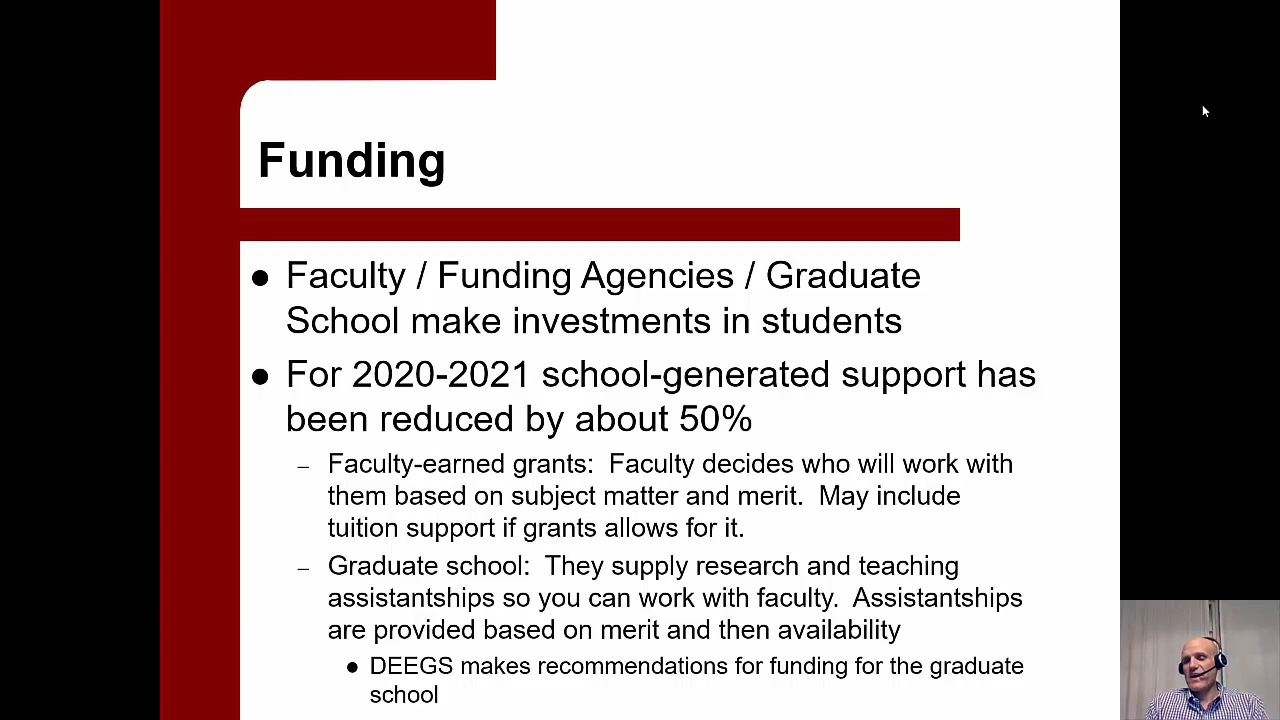 Funding
● Faculty / Funding Agencies / Graduate
School make investments in students
● For 2020-2021 school-generated support has
been reduced by about 50%
– Faculty-earned grants:  Faculty decides who will work with
them based on subject matter and merit.  May include
tuition support if grants allows for it.
– Graduate school:  They supply research and teaching
assistantships so you can work with faculty.  Assistantships
are provided based on merit and then availability
● DEEGS makes recommendations for funding for the graduate
school